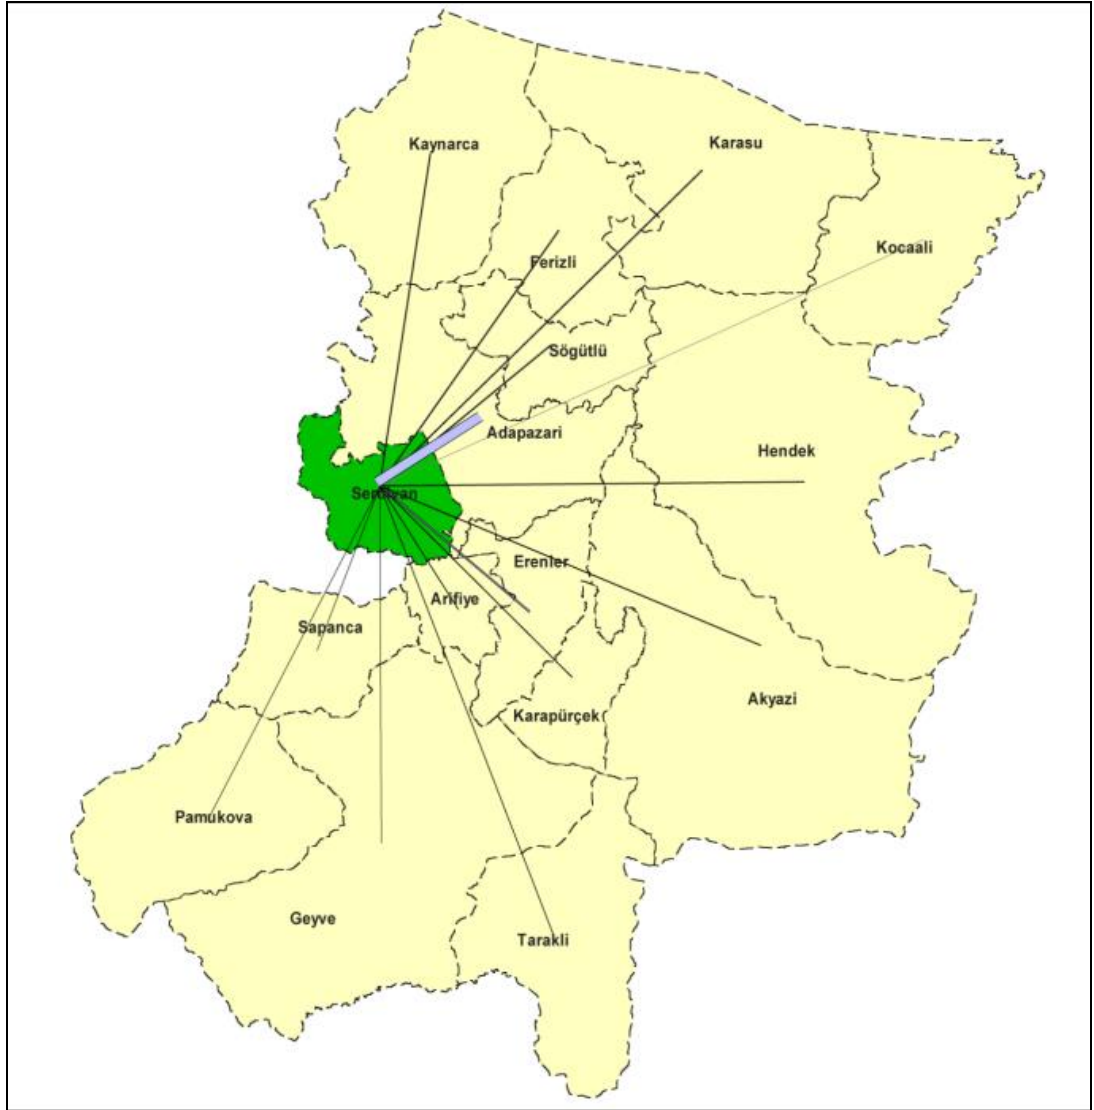 Kaynarca
Karasu
Kocaali
Ferizli
Sögütlü
Adapazari
Hendek
Erenler
Arifiye
Sapanca
Akyazi
Karapürçek
Pamukova
Geyve
Tarakli